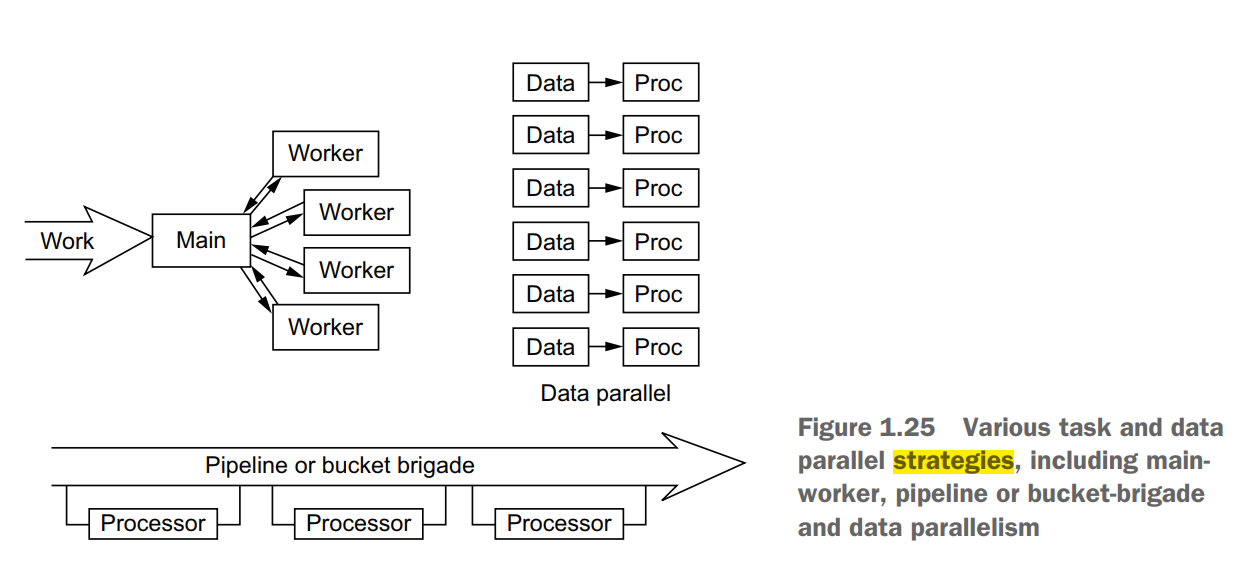 Work
Main
Worker
Worker
Worker
Worker
Data
Proc
Data
Proc
Data
Proc
Data
Proc
Data
Proc
Data
Proc
Data parallel
Pipeline or bucket brigade
Processor
Processor
Processor
Figure 1.25 Various task and data
parallel strategies, including main-
worker, pipeline or bucket-brigade
and data parallelism